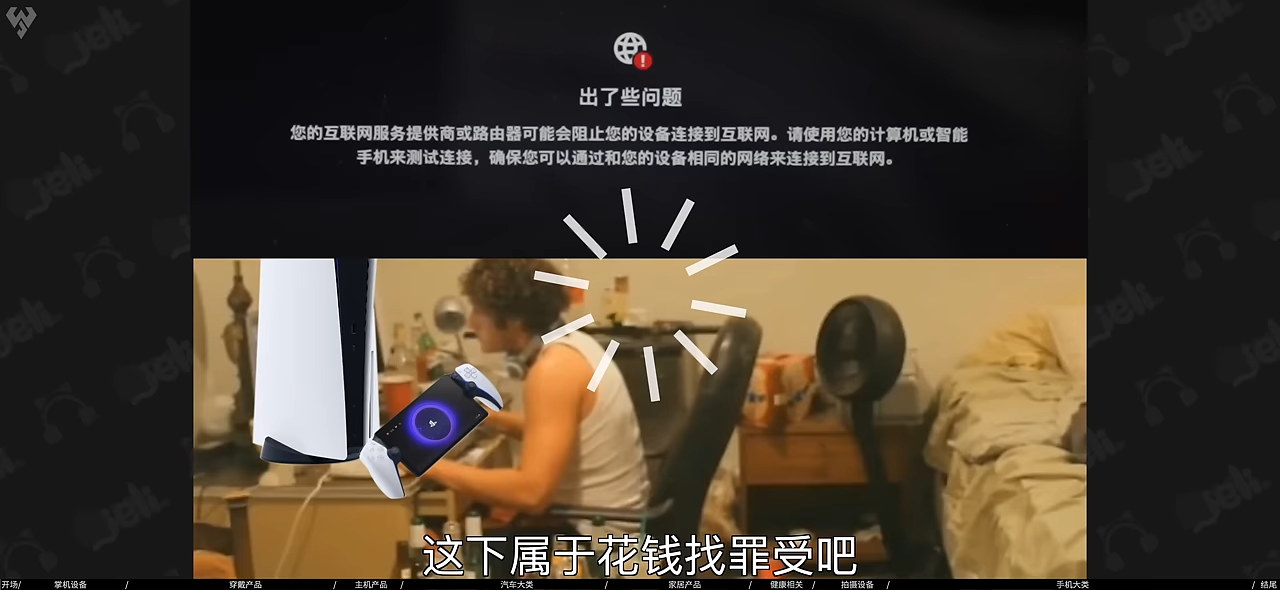 出了些问题
您的互联网服务提供商或路由器可能会阻止您的设备连接到互联网。请使用您的计算机或智能
手机来测试连接，确保您可以通过和您的设备相同的网络来连接到互联网。
这下属于花钱找罪受吧
开场/ 掌机设备 / 穿戴产品 / 主机产品 / 汽车大类 / 家居产品 / 健康相关 / 拍摄设备 / 手机大类 / 结尾